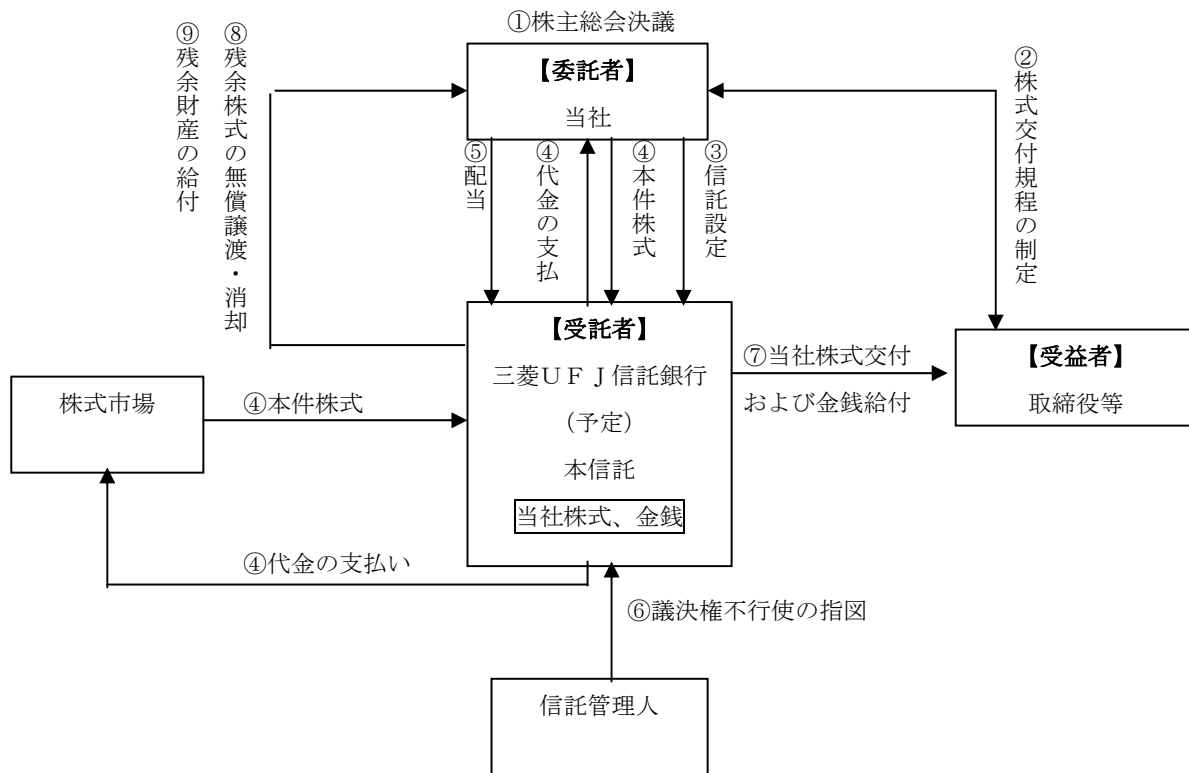 ①株主総会決議
⑨残余財産の給付
⑧残余株式の無償譲渡・消却
【委託者】
当社
②株式交付規程の制定
⑤配当
④代金の支払
④本件株式
③信託設定
【受託者】
三菱UFJ信託銀行
(予定)
本信託
当社株式、金銭
⑦当社株式交付
および金銭給付
【受益者】
取締役等
株式市場
④本件株式
④代金の支払い
⑥議決権不行使の指図
信託管理人